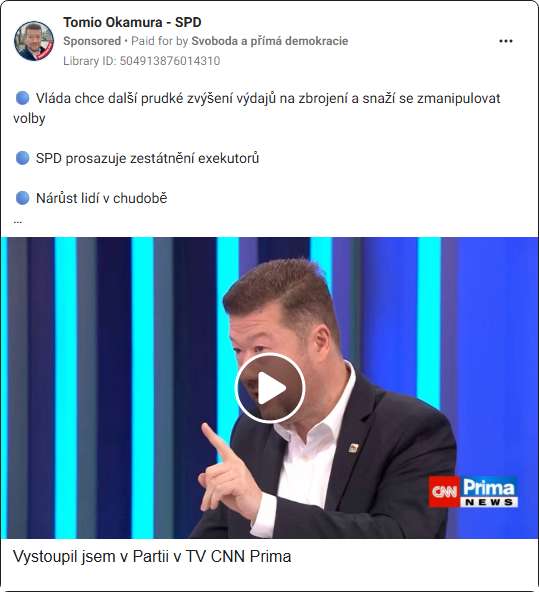 Tomio Okamura - SPD
Sponsored • Paid for by Svoboda a přímá demokracie
Library ID: 504913876014310
Vláda chce další prudké zvýšení výdajů na zbrojení a snaží se zmanipulovat
volby
SPD prosazuje zestátnění exekutorů
Nárůst lidí v chudobě
...
CNN Prima
NEWS
Vystoupil jsem v Partii v TV CNN Prima